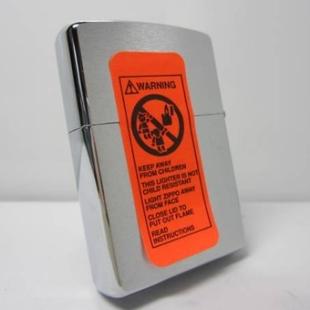 WARNING
KEEP AWAY
FROM CHILDREN
THIS LIGHTER IS NOT
CHILD RESISTANT
LIGHT ZIPPO AWAY
FROM FACE
CLOSE LID TO
PUT OUT FLAME
READ
INSTRUCTIONS